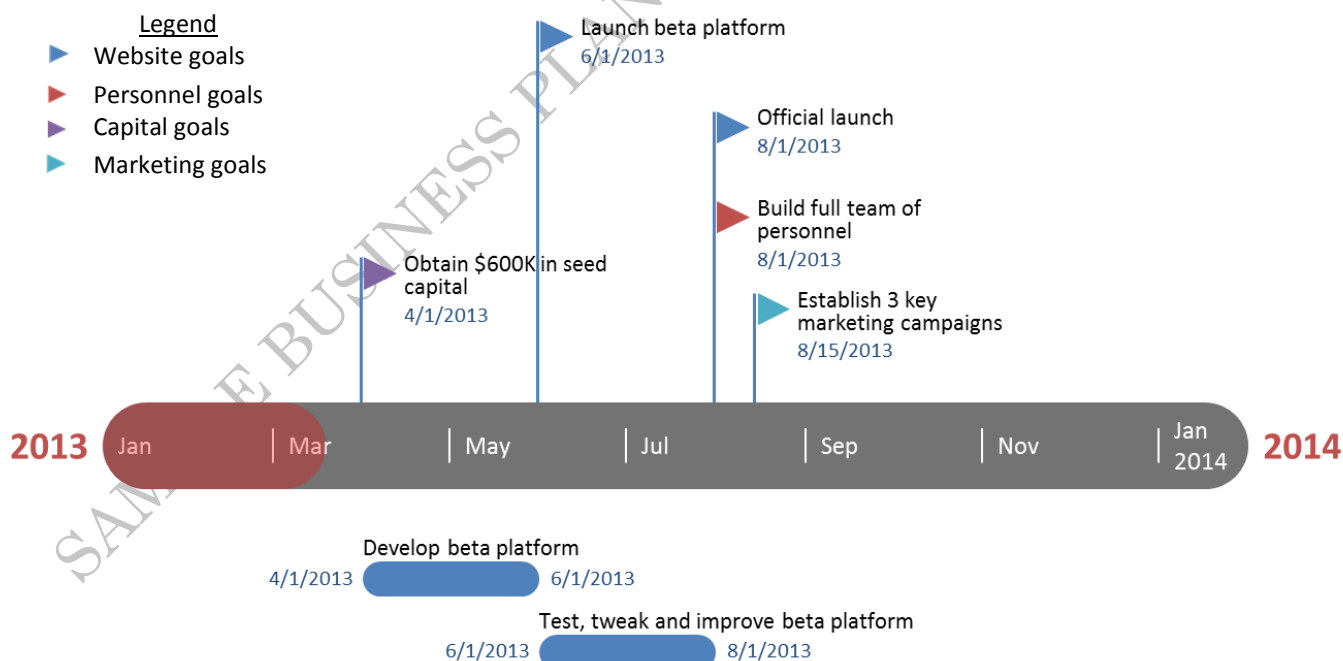 Legend
Website goals
Personnel goals
Capital goals
Marketing goals
Launch beta platform
6/1/2013
Official launch
8/1/2013
Build full team of
personnel
8/1/2013
Obtain $600K in seed
capital
4/1/2013
Establish 3 key
marketing campaigns
8/15/2013
2013
Jan
Mar
May
Jul
Sep
Nov
Jan
2014
2014
Develop beta platform
4/1/2013
6/1/2013
Test, tweak and improve beta platform
6/1/2013
8/1/2013
BUSINESS